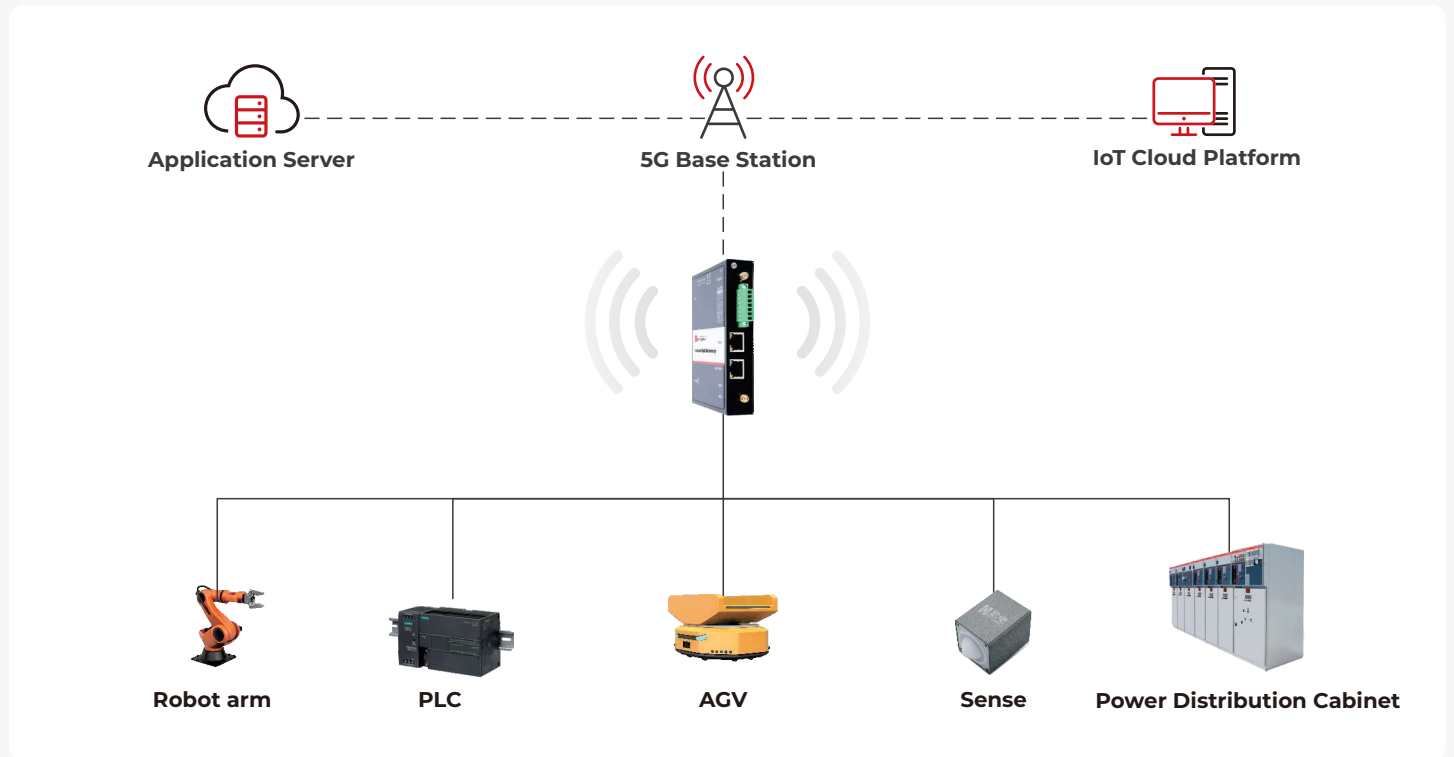 Application Server
5G Base Station
IoT Cloud Platform
Robot arm
PLC
AGV
Sense
Power Distribution Cabinet